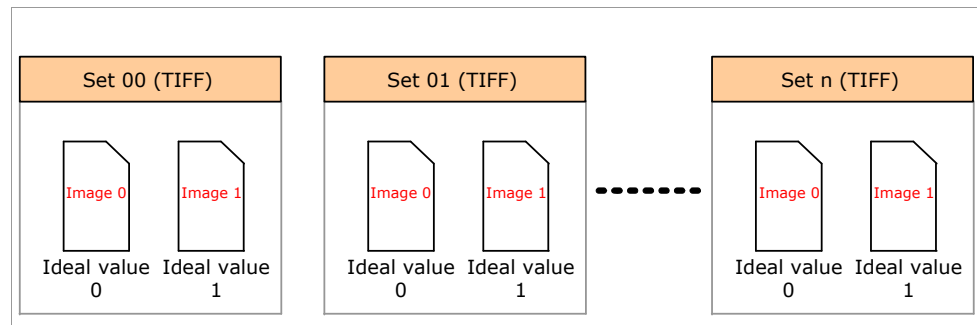 Set 00 (TIFF)
Image 0
Image 1
Ideal value
0
Ideal value
1
Set 01 (TIFF)
Image 0
Image 1
Ideal value
0
Ideal value
1
Set n (TIFF)
Image 0
Image 1
Ideal value
0
Ideal value
1